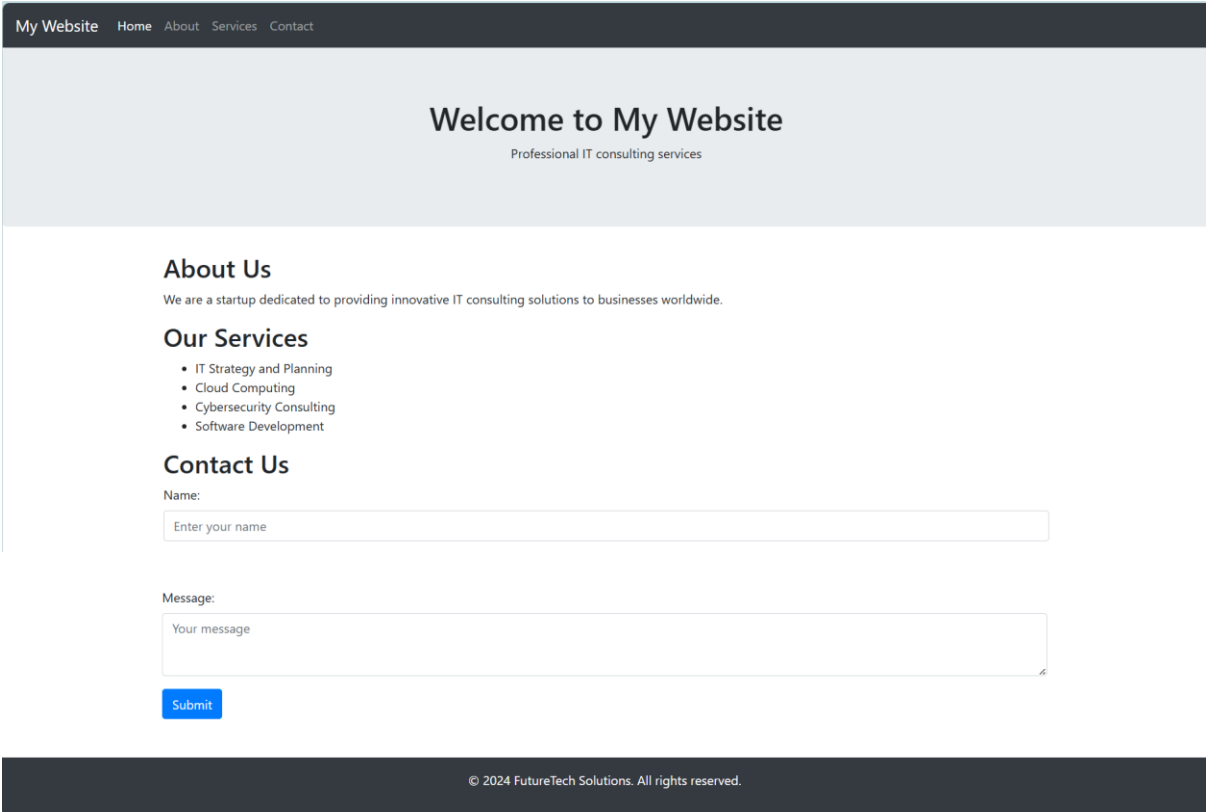 My Website Home About Services Contact
Welcome to My Website
Professional IT consulting services
About Us
We are a startup dedicated to providing innovative IT consulting solutions to businesses worldwide.
Our Services
• IT Strategy and Planning
• Cloud Computing
• Cybersecurity Consulting
• Software Development
Contact Us
Name:
Enter your name
Message:
Your message
Submit
© 2024 FutureTech Solutions. All rights reserved.